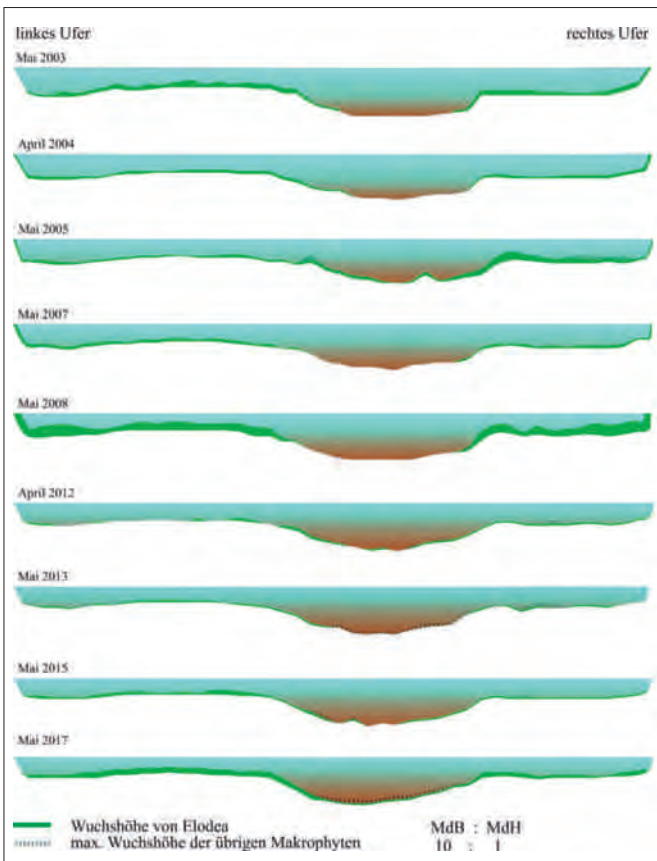 linkes Ufer rechtes Ufer
Mai 2003
April 2004
Mai 2005
Mai 2007
Mai 2008
April 2012
Mai 2013
Mai 2015
Mai 2017
Wuchshöhe von Elodea MdB : MdH
max. Wuchshöhe der übrigen Makrophyten 10 : 1